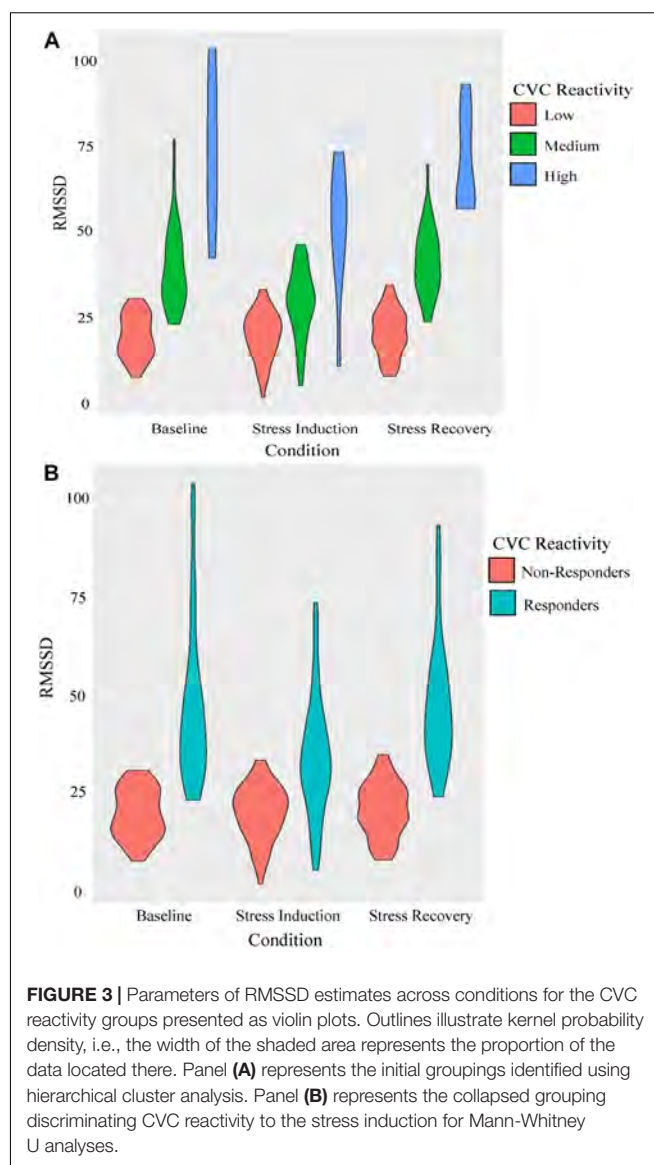 A
100
75
50
25
0
RMSSD
CVC Reactivity
Low
Medium
High
Baseline Stress Induction Stress Recovery
Condition
B
100
75
50
25
0
RMSSD
CVC Reactivity
Non-Responders
Responders
Baseline Stress Induction Stress Recovery
Condition
FIGURE 3 | Parameters of RMSSD estimates across conditions for the CVC
reactivity groups presented as violin plots. Outlines illustrate kernel probability
density, i.e., the width of the shaded area represents the proportion of the
data located there. Panel (A) represents the initial groupings identified using
hierarchical cluster analysis. Panel (B) represents the collapsed grouping
discriminating CVC reactivity to the stress induction for Mann-Whitney
U analyses.